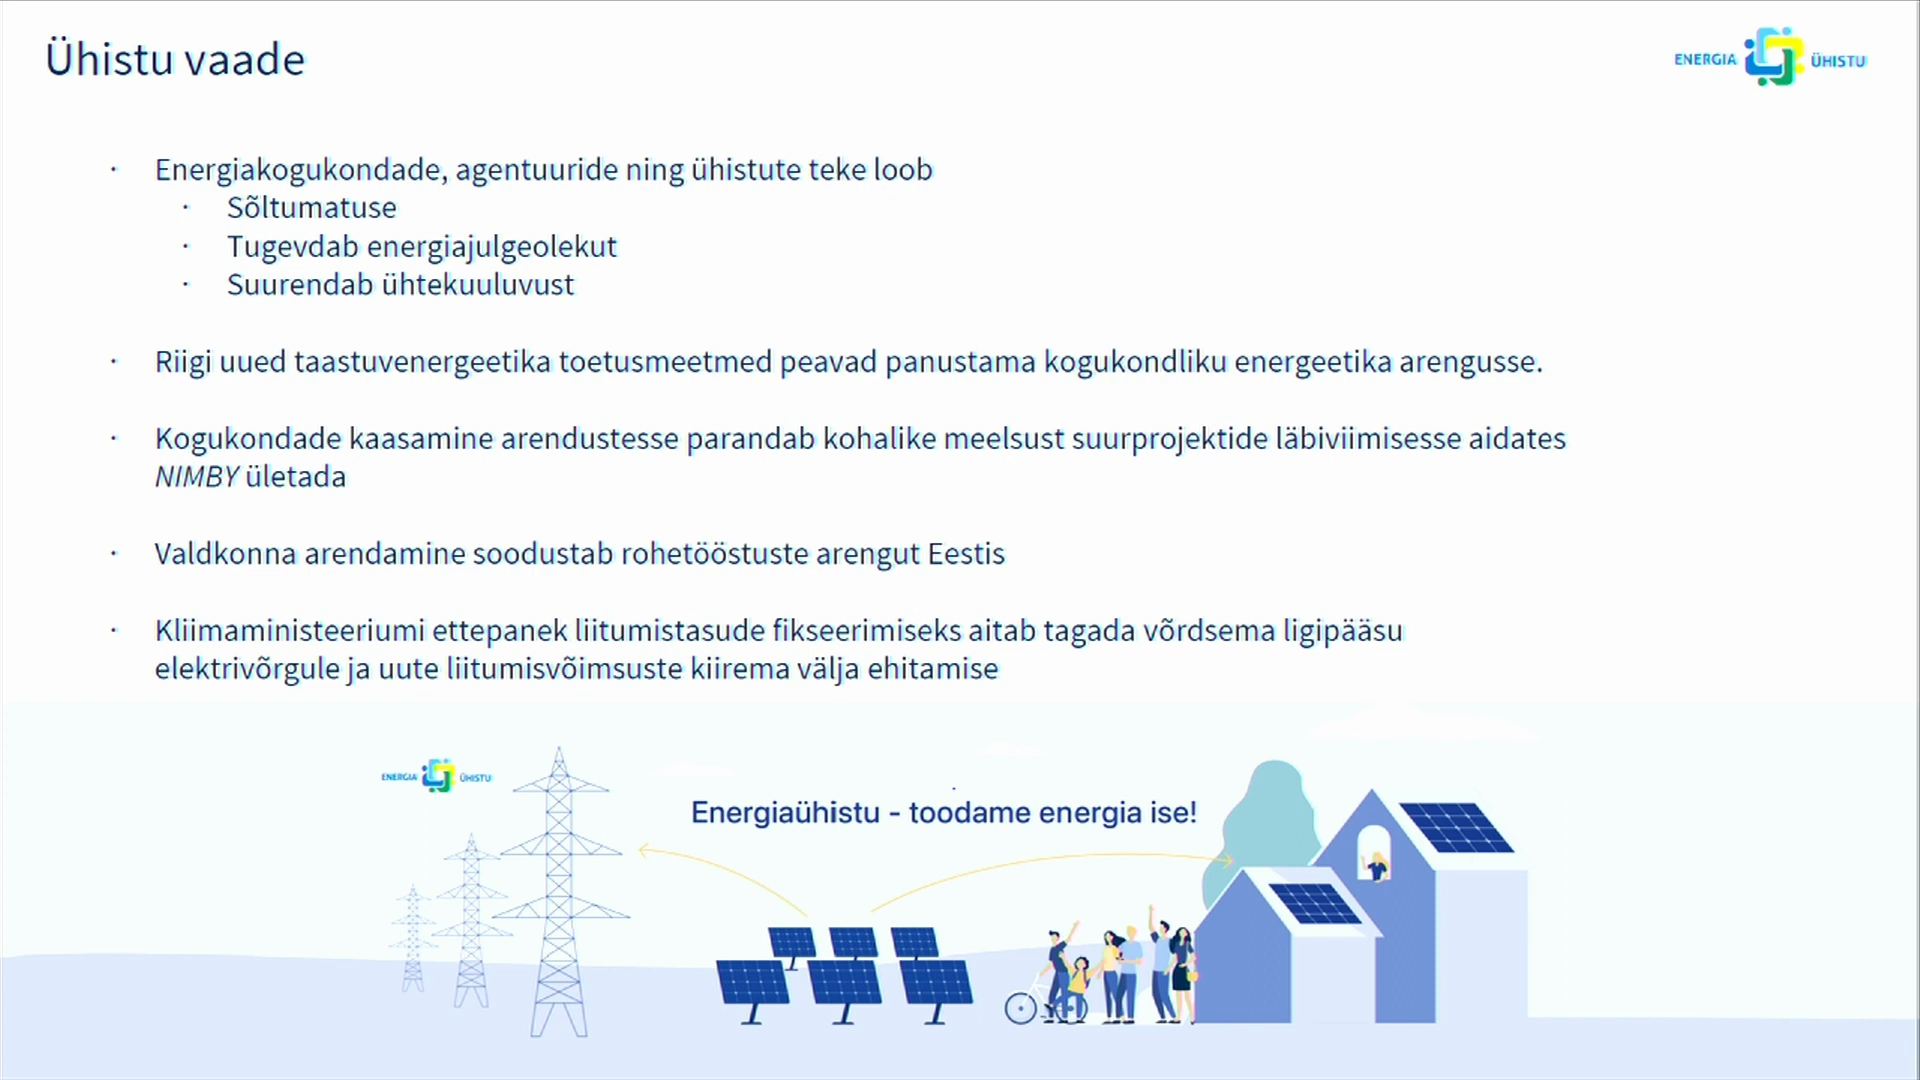 Ühistu vaade
ENERGIA ÜHISTU
· Energiakogukondade, agentuuride ning ühistute teke loob
· Sõltumatuse
· Tugevdab energiajulgeolekut
· Suurendab ühtekuuluvust
· Riigi uued taastuvenergeetika toetusmeetmed peavad panustama kogukondliku energeetika arengusse.
· Kogukondade kaasamine arendustesse parandab kohalike meelsust suurprojektide läbiviimisesse aidates
NIMBY ületada
· Valdkonna arendamine soodustab rohetööstuste arengut Eestis
· Kliimaministeeriumi ettepanek liitumistasude fikseerimiseks aitab tagada võrdsema ligipääsu
elektrivõrgule ja uute liitumisvõimsuste kiirema välja ehitamise
ENERGIA ÜHISTU
Energiaühistu - toodame energia ise!